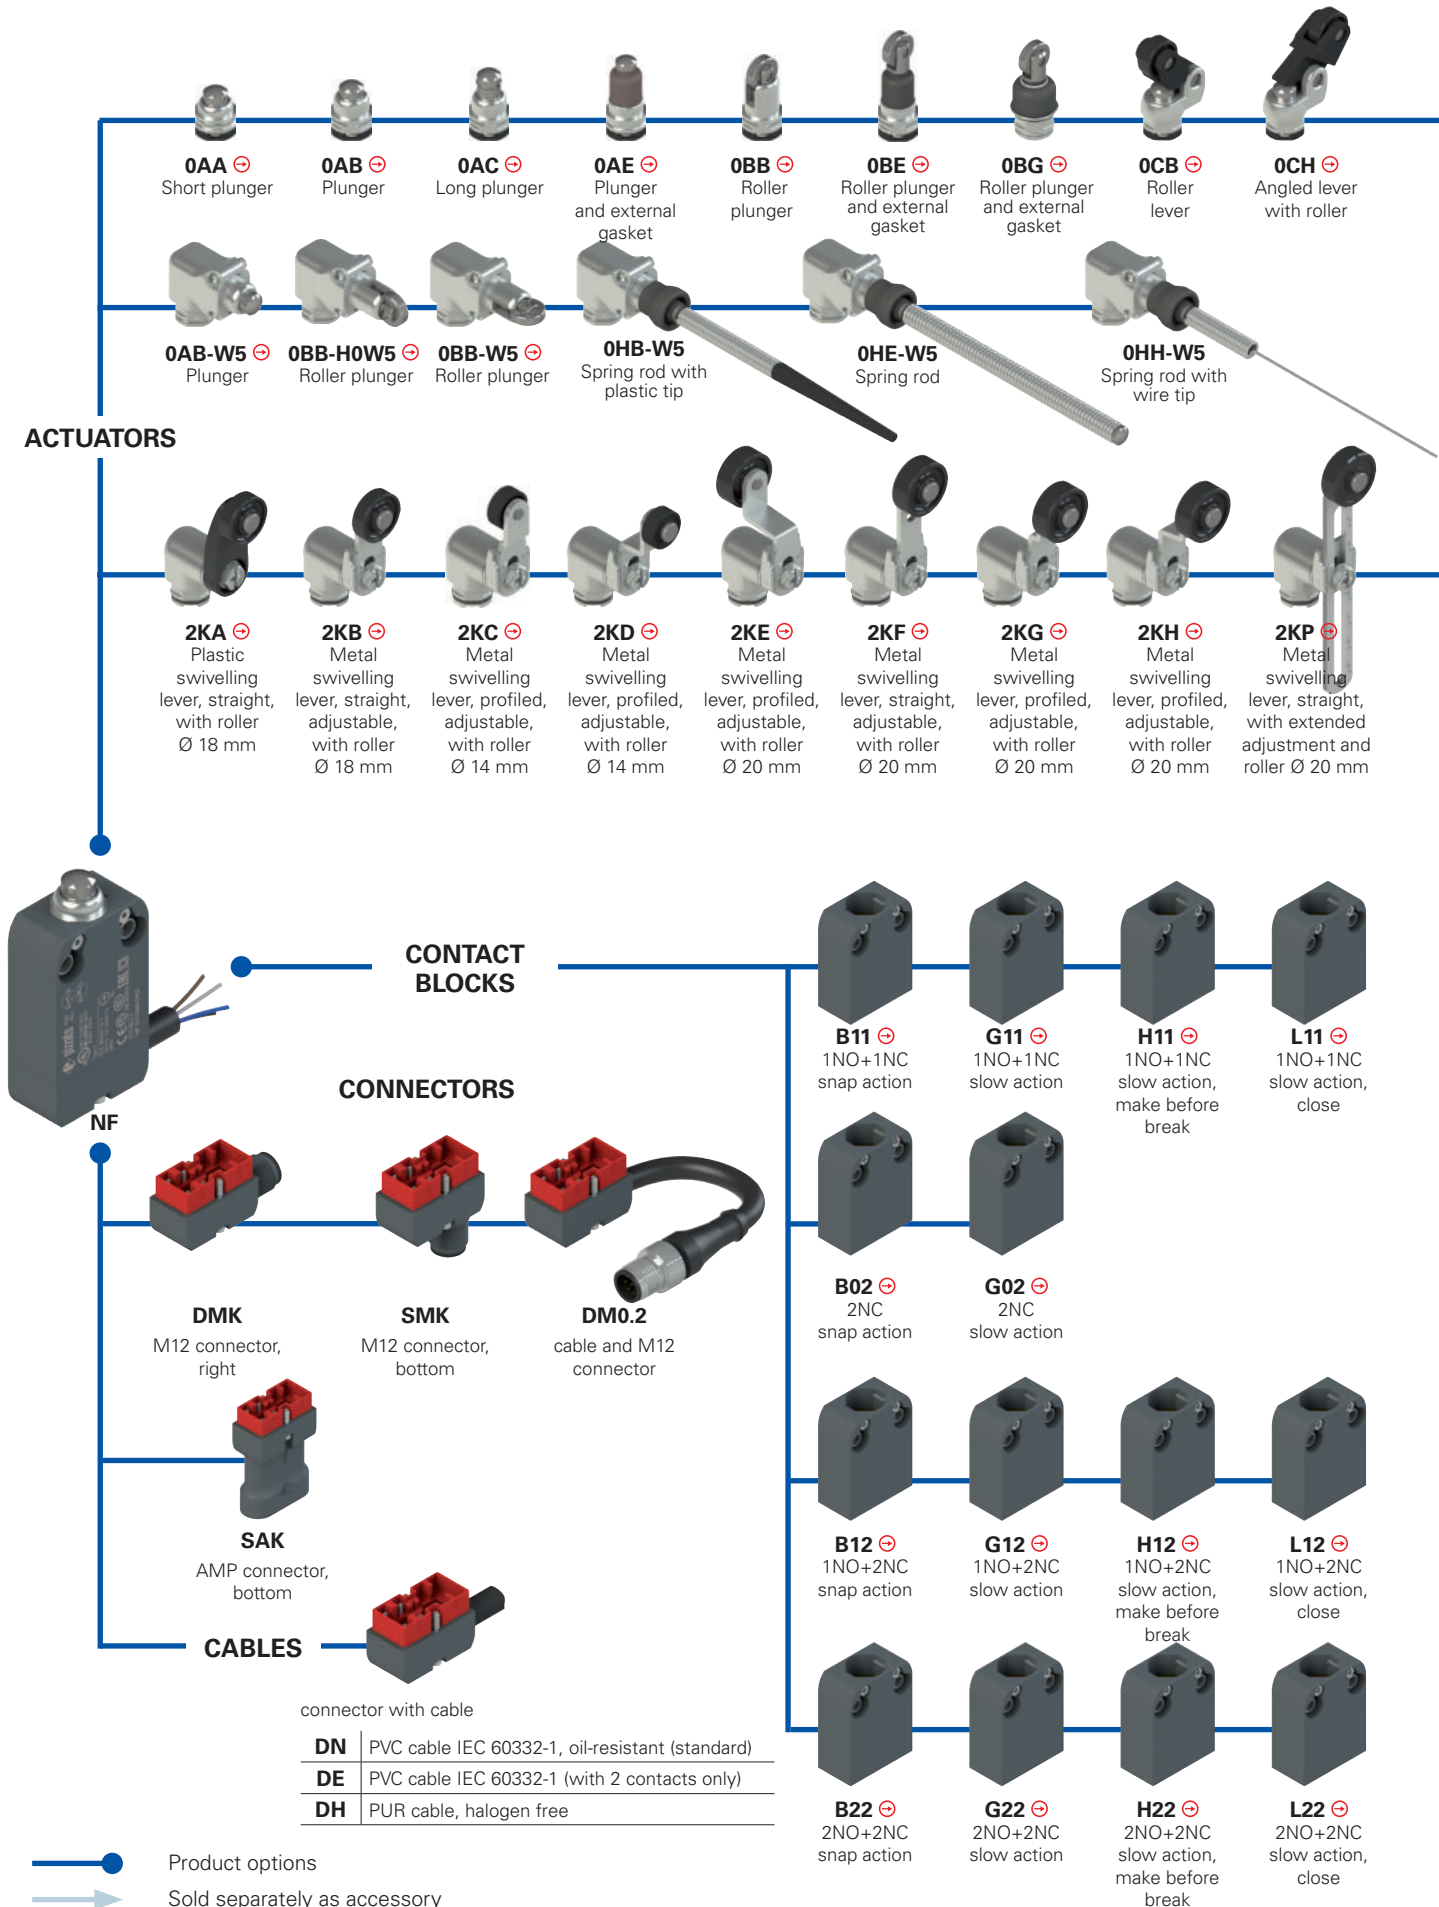 0AA
Short plunger
0AB
Plunger
0AC
Long plunger
0AE
Plunger
and external
gasket
0BB
Roller
plunger
0BE
Roller plunger
and external
gasket
0BG
Roller plunger
and external
gasket
0CB
Roller
lever
0CH
Angled lever
with roller
0AB-W5
Plunger
0BB-H0W5
Roller plunger
0BB-W5
Roller plunger
0HB-W5
Spring rod with
plastic tip
0HE-W5
Spring rod
0HH-W5
Spring rod with
wire tip
ACTUATORS
2KA
Plastic
swivelling
lever, straight,
with roller
Ø 18 mm
2KB
Metal
swivelling
lever, straight,
adjustable,
with roller
Ø 18 mm
2KC
Metal
swivelling
lever, profiled,
adjustable,
with roller
Ø 14 mm
2KD
Metal
swivelling
lever, profiled,
adjustable,
with roller
Ø 14 mm
2KE
Metal
swivelling
lever, profiled,
adjustable,
with roller
Ø 20 mm
2KF
Metal
swivelling
lever, straight,
adjustable,
with roller
Ø 20 mm
2KG
Metal
swivelling
lever, profiled,
adjustable,
with roller
Ø 20 mm
2KH
Metal
swivelling
lever, profiled,
adjustable,
with roller
Ø 20 mm
2KP
Metal
swivelling
lever, straight,
with extended
adjustment and
roller Ø 20 mm
NF
CONTACT
BLOCKS
B11
1NO+1NC
snap action
G11
1NO+1NC
slow action
H11
1NO+1NC
slow action,
make before
break
L11
1NO+1NC
slow action,
close
B02
2NC
snap action
G02
2NC
slow action
B12
1NO+2NC
snap action
G12
1NO+2NC
slow action
H12
1NO+2NC
slow action,
make before
break
L12
1NO+2NC
slow action,
close
B22
2NO+2NC
snap action
G22
2NO+2NC
slow action
H22
2NO+2NC
slow action,
make before
break
L22
2NO+2NC
slow action,
close
CONNECTORS
DMK
M12 connector,
right
SMK
M12 connector,
bottom
DM0.2
cable and M12
connector
SAK
AMP connector,
bottom
CABLES
connector with cable
DN PVC cable IEC 60332-1, oil-resistant (standard)
DE PVC cable IEC 60332-1 (with 2 contacts only)
DH PUR cable, halogen free
Product options
Sold separately as accessory